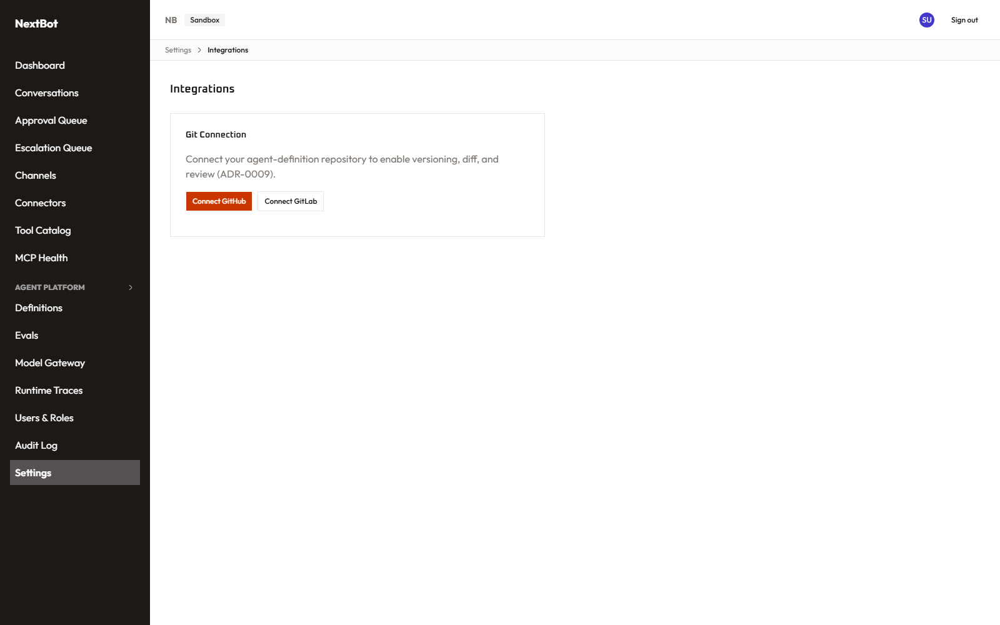 NextBot
Dashboard
Conversations
Approval Queue
Escalation Queue
Channels
Connectors
Tool Catalog
MCP Health
AGENT PLATFORM
Definitions
Evals
Model Gateway
Runtime Traces
Users & Roles
Audit Log
Settings
NB Sandbox
SU Sign out
Settings > Integrations
Integrations
Git Connection
Connect your agent-definition repository to enable versioning, diff, and
review (ADR-0009).
Connect GitHub Connect GitLab